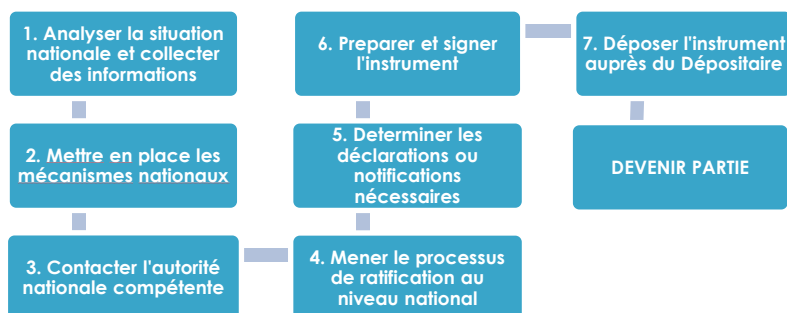 1. Analyser la situation
nationale et collecter
des informations
2. Mettre en place les
mécanismes nationaux
3. Contacter l'autorité
nationale compétente
4. Mener le processus
de ratification au
niveau national
5. Determiner les
déclarations ou
notifications
nécessaires
6. Preparer et signer
l'instrument
7. Déposer l'instrument
auprès du Dépositaire
DEVENIR PARTIE